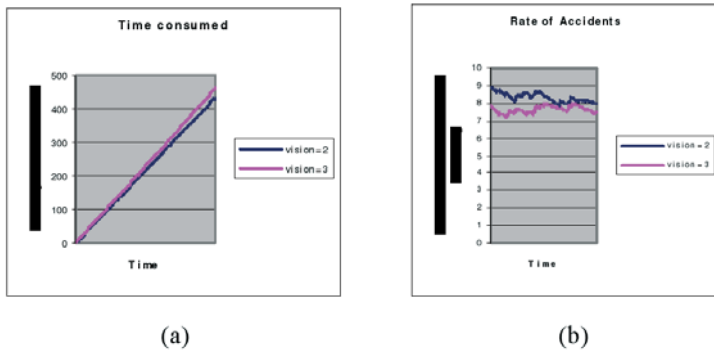 Time consumed
500
400
300
200
100
0
vision=2
vision=3
Time
(a)
Rate of Accidents
10
9
8
7
6
5
4
3
2
1
0
vision=2
vision=3
Time
(b)